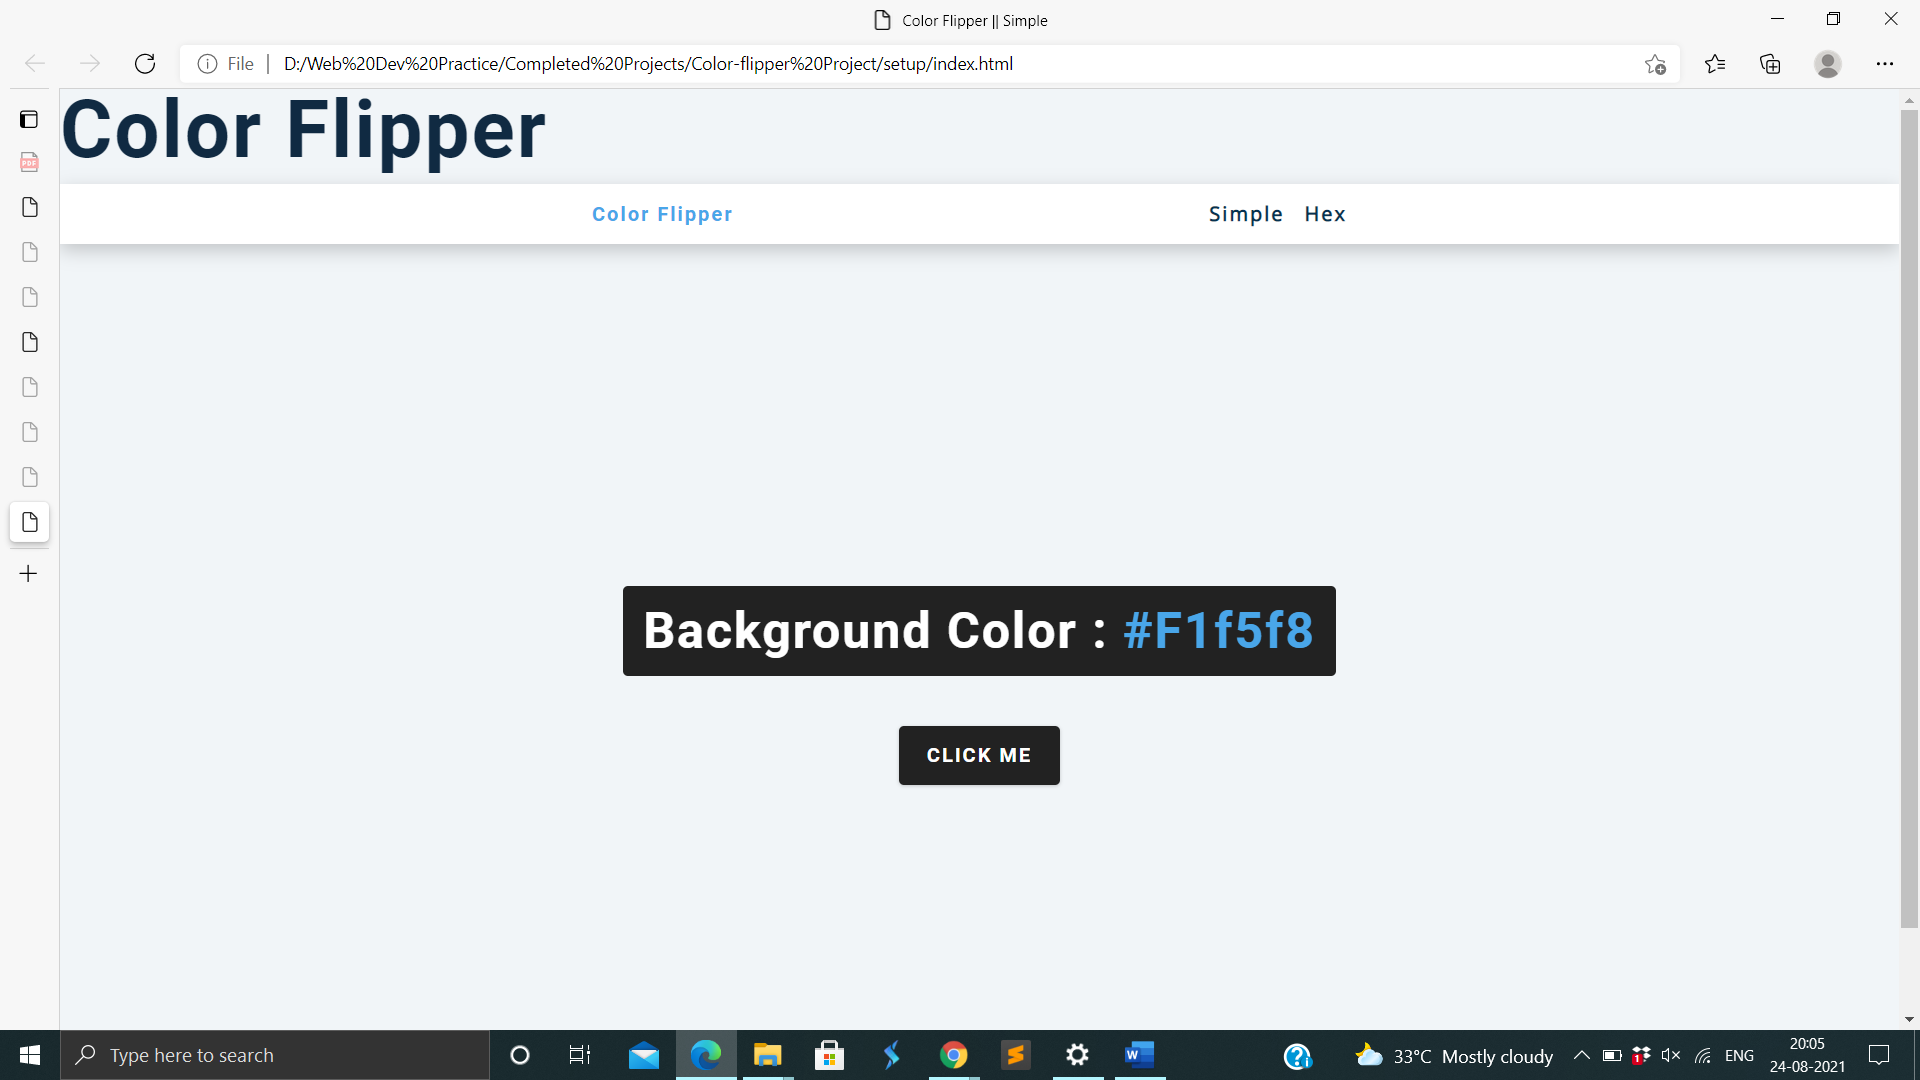 Color Flipper || Simple
File
D:/Web%20Dev%20Practice/Completed%20Projects/Color-flipper%20Project/setup/index.html
PDF
Color Flipper
Color Flipper
Simple Hex
Background Color : #F1f5f8
CLICK ME
Type here to search
W
33°C Mostly cloudy
1
ENG
20:05
24-08-2021